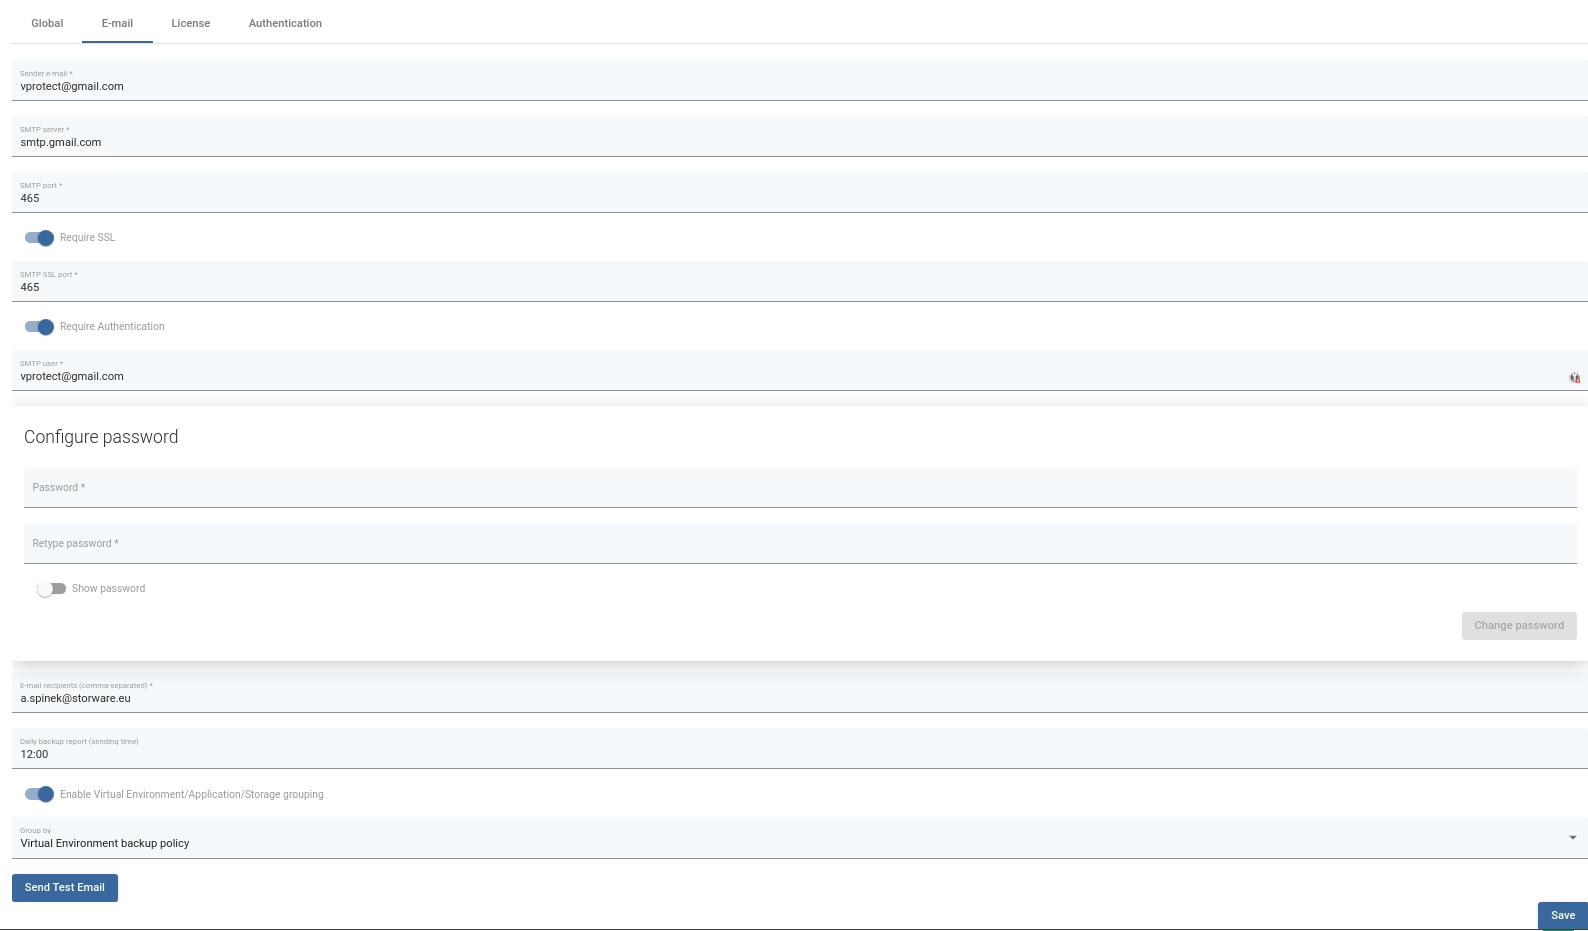 Global E-mail License Authentication
Sender e-mail *
vprotect@gmail.com
SMTP server *
smtp.gmail.com
SMTP port *
465
Require SSL
SMTP SSL port *
465
Require Authentication
SMTP user *
vprotect@gmail.com
Configure password
Password *
Retype password *
Show password
Change password
E-mail recipients (comma-separated) *
a.spinek@storware.eu
Daily backup report (sending time)
12:00
Enable Virtual Environment/Application/Storage grouping
Group by
Virtual Environment backup policy
Send Test Email
Save